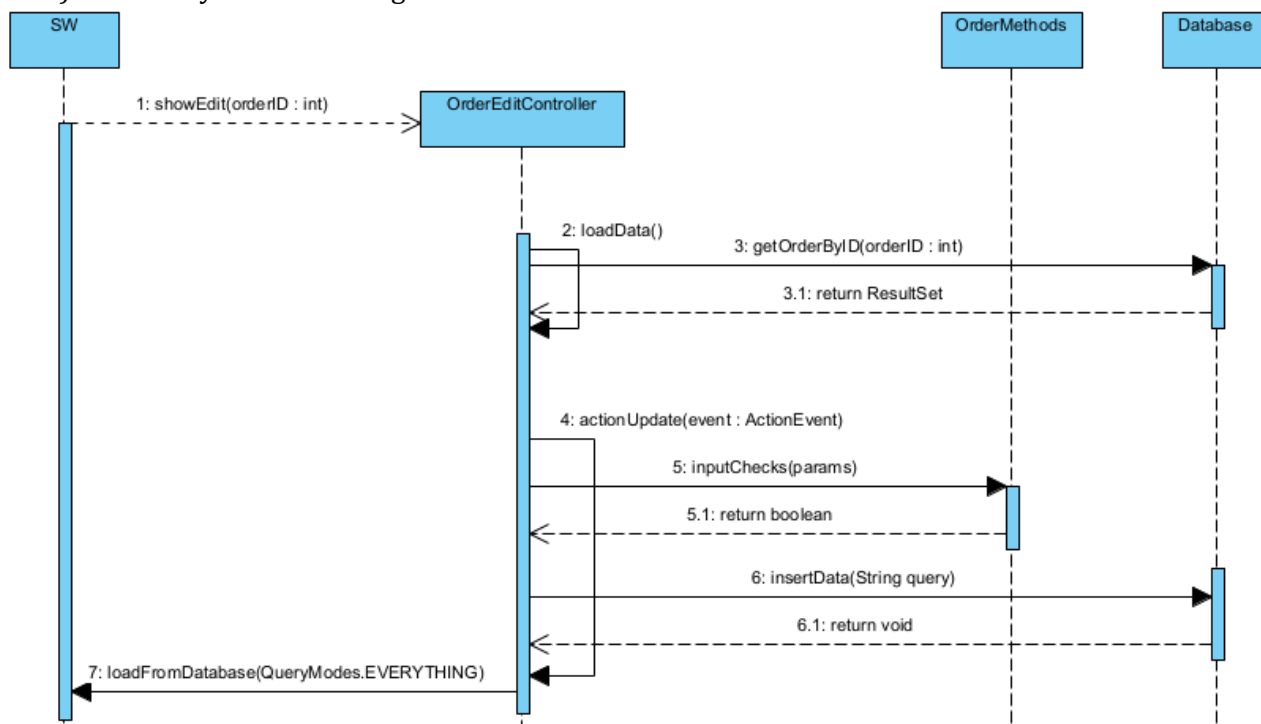 SW
OrderMethods
Database
1: showEdit(orderID : int)
OrderEditController
2: loadData()
3: getOrderByID(orderID : int)
3.1: return ResultSet
4: actionUpdate(event : ActionEvent)
5: inputChecks(params)
5.1: return boolean
6: insertData(String query)
6.1: return void
7: loadFromDatabase(QueryModes.EVERYTHING)